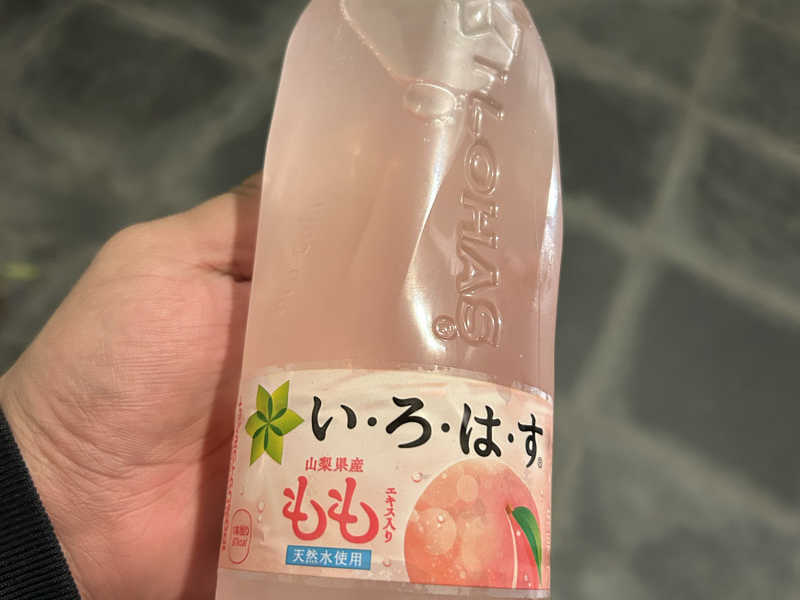 I LOHAS
い・ろ・は・す®
山梨県産
もも
エキス入り
天然水使用